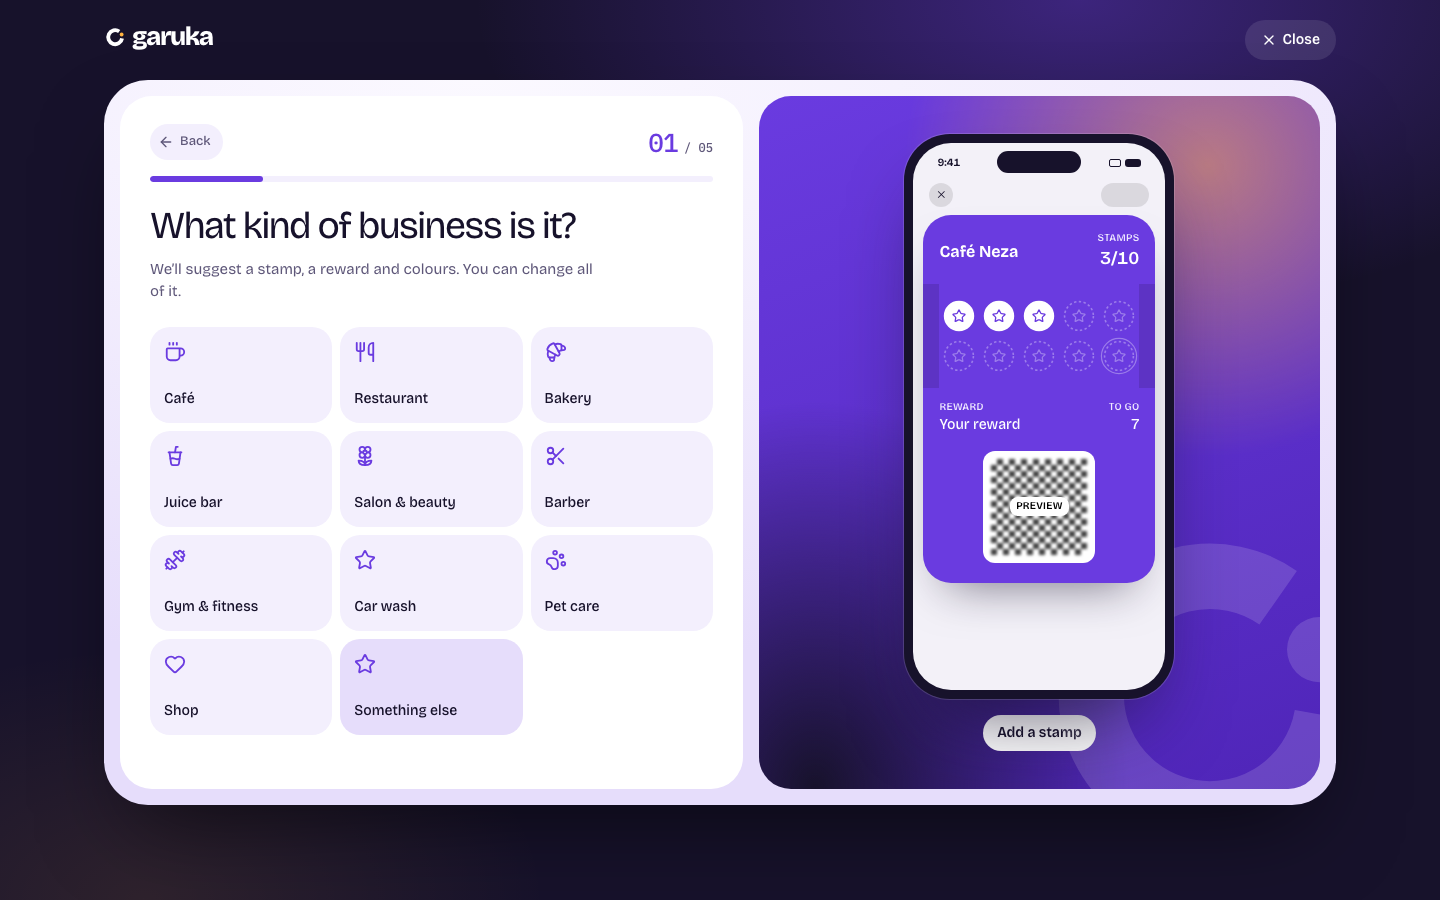 garuka
Close
Back
01 / 05
What kind of business is it?
We'll suggest a stamp, a reward and colours. You can change all
of it.
Café
Restaurant
Bakery
Juice bar
Salon & beauty
Barber
Gym & fitness
Car wash
Pet care
Shop
Something else
9:41
Café Neza
STAMPS
3/10
REWARD
TO GO
Your reward
7
PREVIEW
Add a stamp